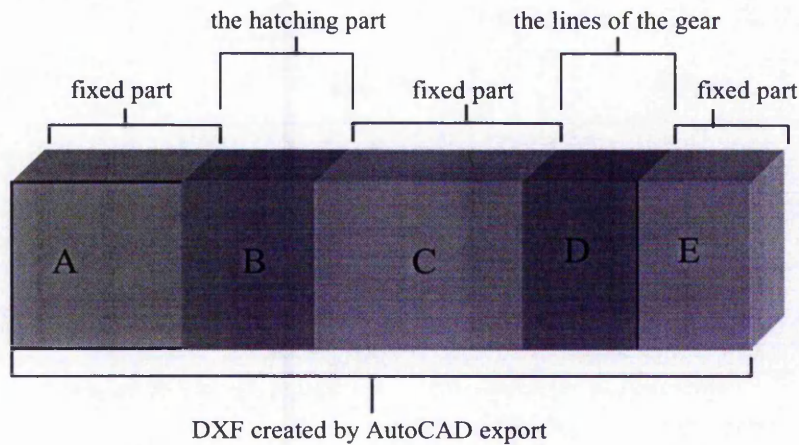 the hatching part
the lines of the gear
fixed part
fixed part
fixed part
A
B
C
D
E
DXF created by AutoCAD export